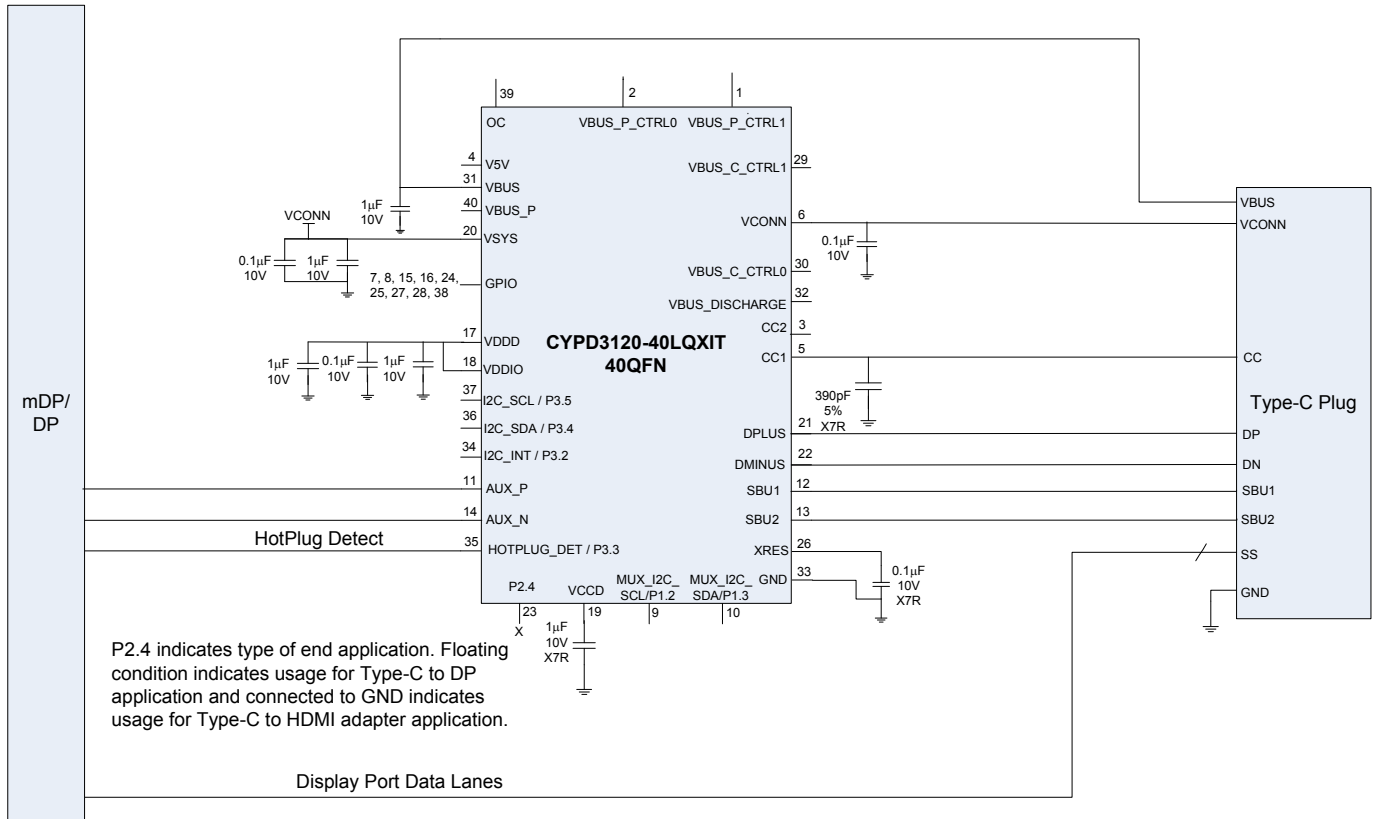 39
2
1
OC
VBUS_P_CTRL0
VBUS_P_CTRL1
4
V5V
VBUS_C_CTRL1
29
31
VBUS
1µF
10V
40
VBUS_P
VCONN
20
VSYS
0.1µF
10V
1µF
10V
VCONN
6
0.1µF
10V
VBUS
VCONN
7, 8, 15, 16, 24,
25, 27, 28, 38
GPIO
VBUS_C_CTRL0
30
VBUS_DISCHARGE
32
CC2
3
17
VDDD
18
VDDIO
1µF
10V
0.1µF
10V
1µF
10V
CYPD3120-40LQXIT
40QFN
CC1
5
CC
390pF
5%
X7R
mDP/
DP
Type-C Plug
37
I2C_SCL / P3.5
36
I2C_SDA / P3.4
34
I2C_INT / P3.2
DPLUS
21
DP
DMINUS
22
DN
11
AUX_P
SBU1
12
SBU1
14
AUX_N
SBU2
13
SBU2
HotPlug Detect
35
HOTPLUG_DET / P3.3
XRES
26
SS
GND
33
0.1µF
10V
X7R
GND
P2.4
VCCD
MUX_I2C_
SCL/P1.2
MUX_I2C_
SDA/P1.3
23
X
19
9
10
1µF
10V
X7R
P2.4 indicates type of end application. Floating
condition indicates usage for Type-C to DP
application and connected to GND indicates
usage for Type-C to HDMI adapter application.
Display Port Data Lanes